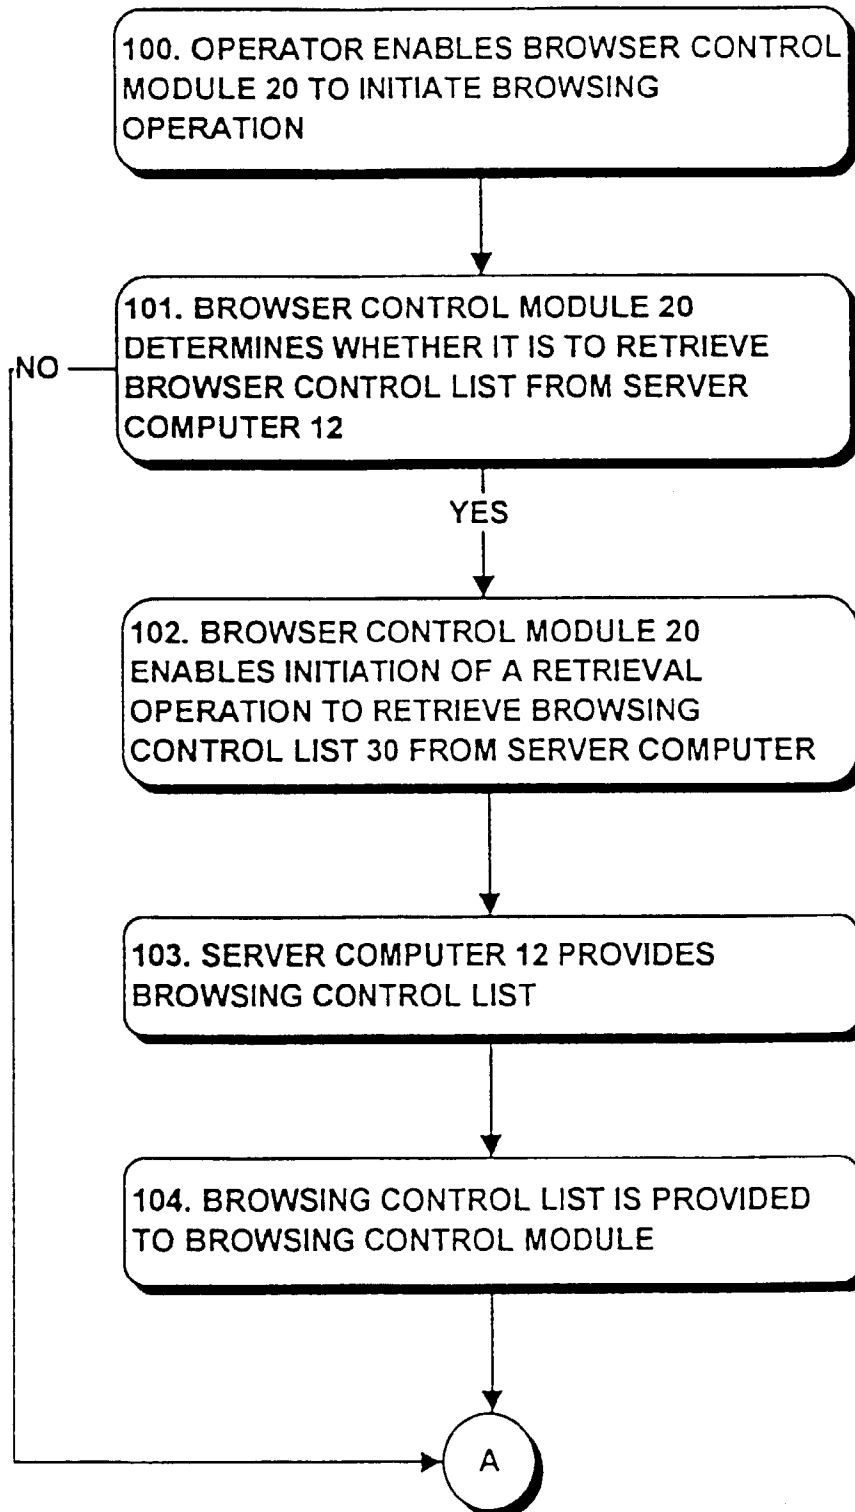 100. OPERATOR ENABLES BROWSER CONTROL
MODULE 20 TO INITIATE BROWSING
OPERATION
101. BROWSER CONTROL MODULE 20
DETERMINES WHETHER IT IS TO RETRIEVE
BROWSER CONTROL LIST FROM SERVER
COMPUTER 12
NO
YES
102. BROWSER CONTROL MODULE 20
ENABLES INITIATION OF A RETRIEVAL
OPERATION TO RETRIEVE BROWSING
CONTROL LIST 30 FROM SERVER COMPUTER
103. SERVER COMPUTER 12 PROVIDES
BROWSING CONTROL LIST
104. BROWSING CONTROL LIST IS PROVIDED
TO BROWSING CONTROL MODULE
A